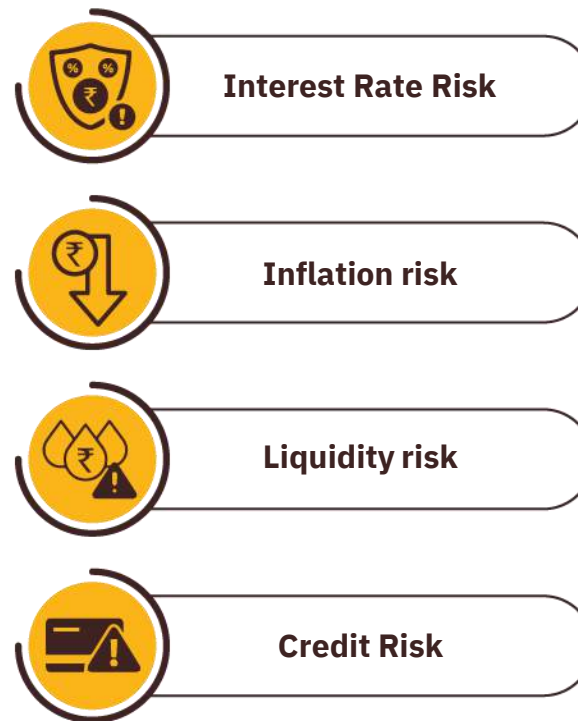 % %
₹
!
Interest Rate Risk
₹
Inflation risk
₹
!
Liquidity risk
!
Credit Risk